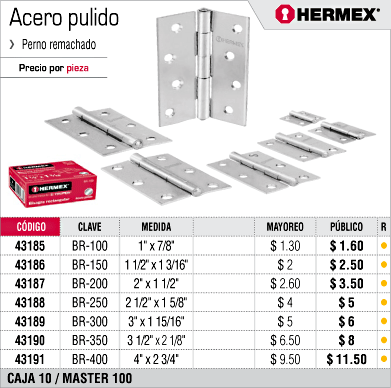 Acero pulido
HERMEX®
› Perno remachado
Precio por pieza
HERMEX
HERMEX
CÓDIGO CLAVE MEDIDA MAYOREO PÚBLICO R
43185 BR-100 1" x 7/8" $ 1.30 $ 1.60
43186 BR-150 1 1/2" x 1 3/16" $ 2 $ 2.50
43187 BR-200 2" x 1 1/2" $ 2.60 $ 3.50
43188 BR-250 2 1/2" x 1 5/8" $ 4 $ 5
43189 BR-300 3" x 1 15/16" $ 5 $ 6
43190 BR-350 3 1/2" x 2 1/8" $ 6.50 $ 8
43191 BR-400 4" x 2 3/4" $ 9.50 $ 11.50
CAJA 10 / MASTER 100